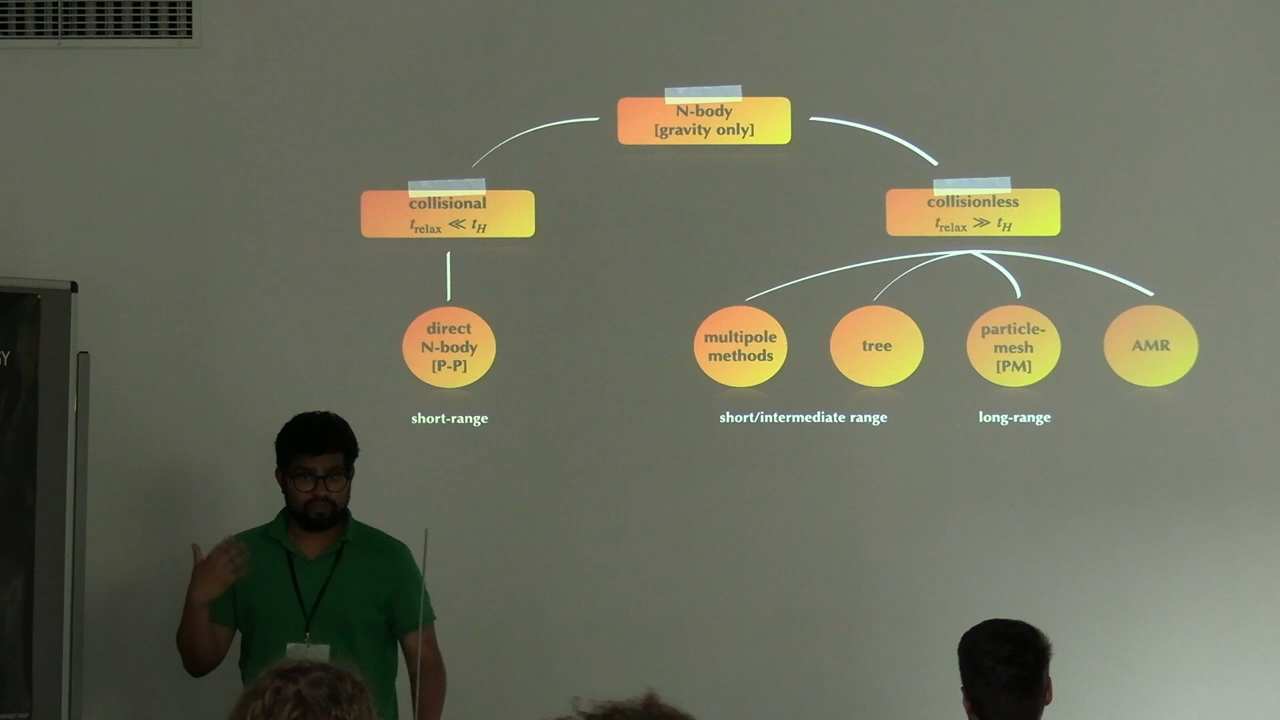 N-body
[gravity only]
collisional
t_relax ≪ t_H
collisionless
t_relax ≫ t_H
direct
N-body
[P-P]
multipole
methods
tree
particle-
mesh
[PM]
AMR
short-range
short/intermediate range
long-range